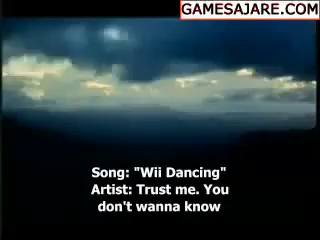 GAMESAJARE.COM
Song: "Wii Dancing"
Artist: Trust me. You
don't wanna know